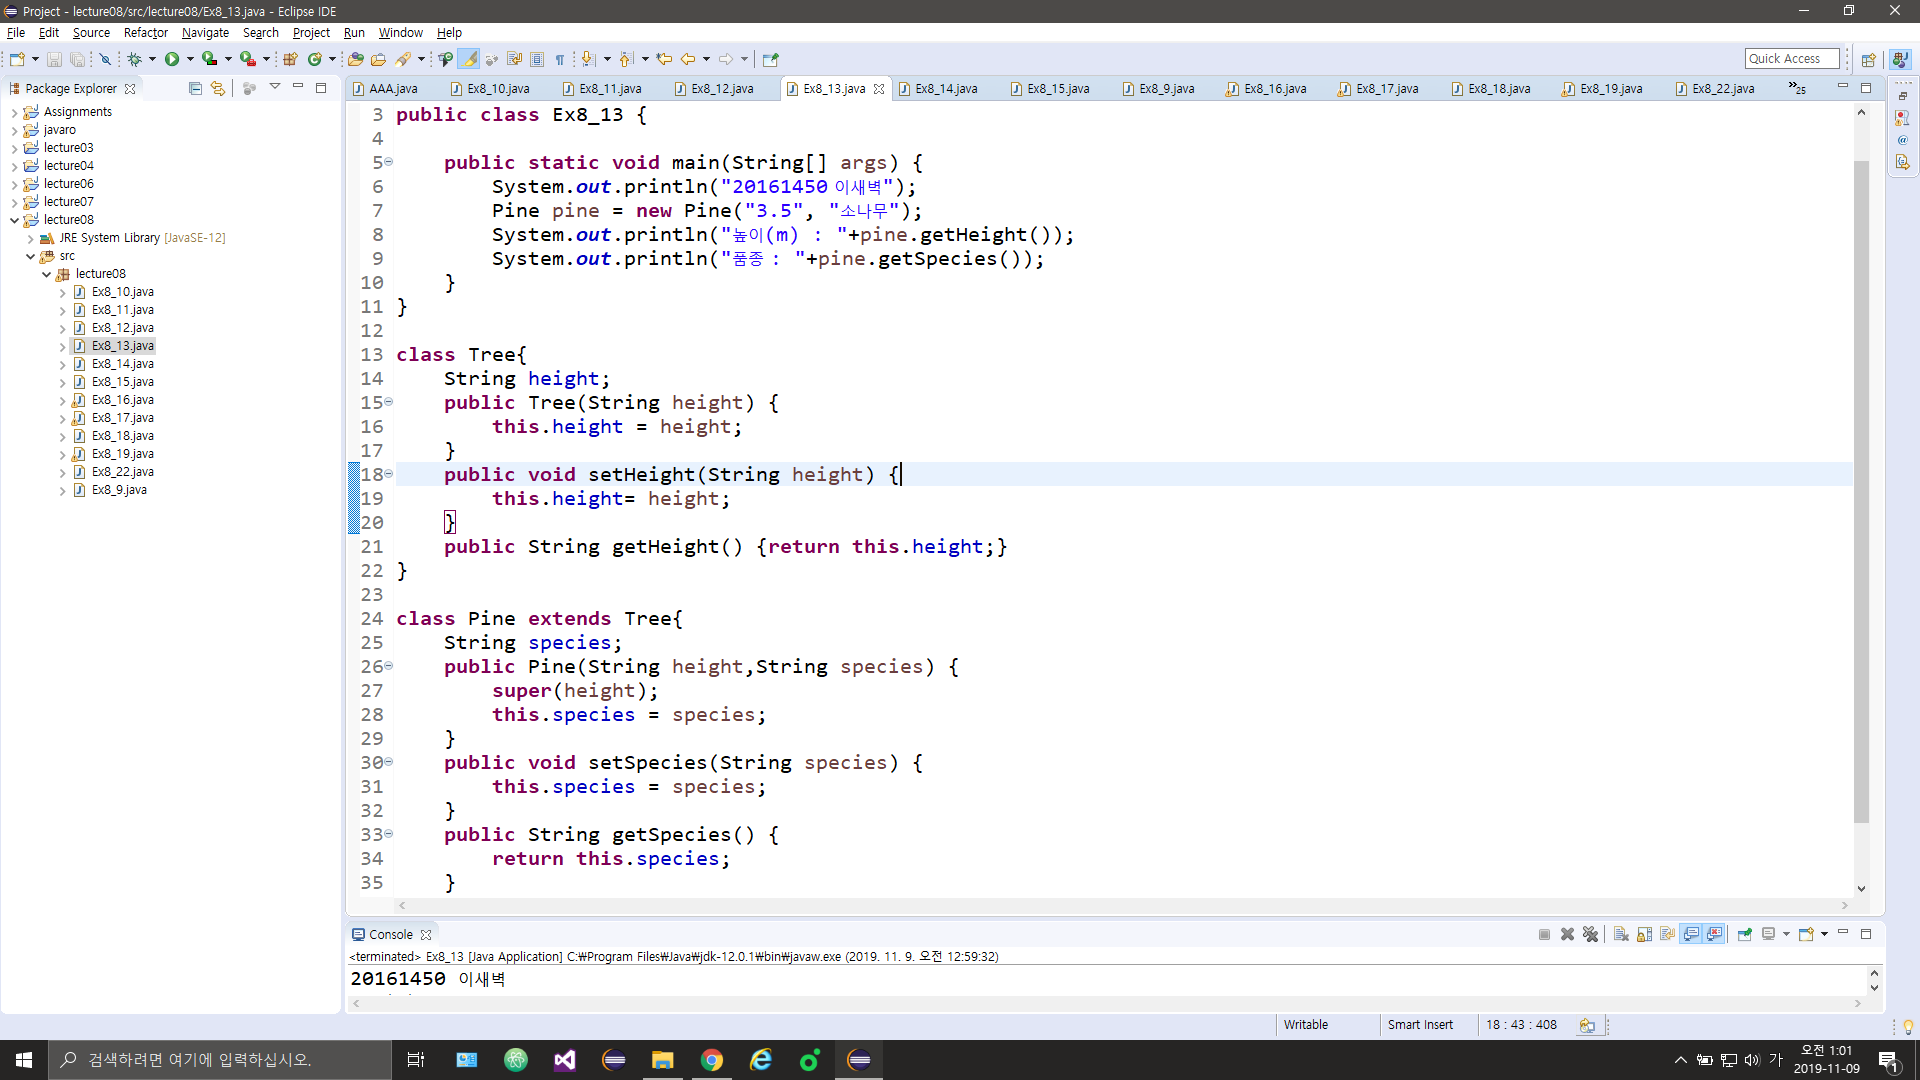 Project - lecture08/src/lecture08/Ex8_13.java - Eclipse IDE
File Edit Source Refactor Navigate Search Project Run Window Help
Quick Access
Package Explorer
Assignments
javaro
lecture03
lecture04
lecture06
lecture07
lecture08
JRE System Library [JavaSE-12]
src
lecture08
Ex8_10.java
Ex8_11.java
Ex8_12.java
Ex8_13.java
Ex8_14.java
Ex8_15.java
Ex8_16.java
Ex8_17.java
Ex8_18.java
Ex8_19.java
Ex8_22.java
Ex8_9.java
AAA.java Ex8_10.java Ex8_11.java Ex8_12.java Ex8_13.java Ex8_14.java Ex8_15.java Ex8_9.java Ex8_16.java Ex8_17.java Ex8_18.java Ex8_19.java Ex8_22.java »25
3 public class Ex8_13 {
4
5     public static void main(String[] args) {
6         System.out.println("20161450 이새벽");
7         Pine pine = new Pine("3.5", "소나무");
8         System.out.println("높이(m) : "+pine.getHeight());
9         System.out.println("품종 : "+pine.getSpecies());
10     }
11 }
12
13 class Tree{
14     String height;
15     public Tree(String height) {
16         this.height = height;
17     }
18     public void setHeight(String height) {
19         this.height= height;
20     }
21     public String getHeight() {return this.height;}
22 }
23
24 class Pine extends Tree{
25     String species;
26     public Pine(String height,String species) {
27         super(height);
28         this.species = species;
29     }
30     public void setSpecies(String species) {
31         this.species = species;
32     }
33     public String getSpecies() {
34         return this.species;
35     }
Console
<terminated> Ex8_13 [Java Application] C:₩Program Files₩Java₩jdk-12.0.1₩bin₩javaw.exe (2019. 11. 9. 오전 12:59:32)
20161450 이새벽
Writable Smart Insert 18 : 43 : 408
검색하려면 여기에 입력하십시오.
가
오전 1:01
2019-11-09
1